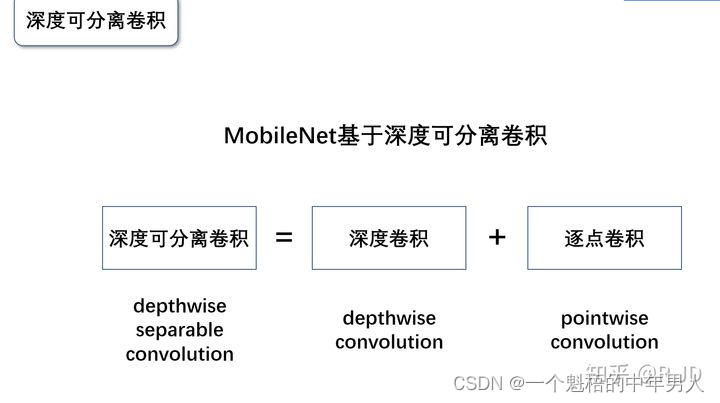 深度可分离卷积
MobileNet基于深度可分离卷积
深度可分离卷积 = 深度卷积 + 逐点卷积
depthwise
separable
convolution
depthwise
convolution
pointwise
convolution
知乎 @R.JD
CSDN @一个魁梧的中年男人